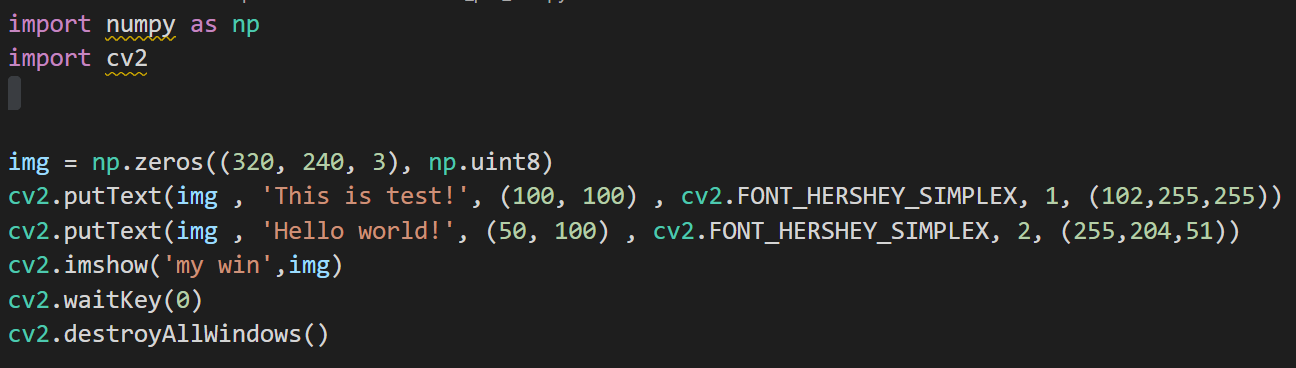 import numpy as np
import cv2
img = np.zeros((320, 240, 3), np.uint8)
cv2.putText(img , 'This is test!', (100, 100) , cv2.FONT_HERSHEY_SIMPLEX, 1, (102,255,255))
cv2.putText(img , 'Hello world!', (50, 100) , cv2.FONT_HERSHEY_SIMPLEX, 2, (255,204,51))
cv2.imshow('my win',img)
cv2.waitKey(0)
cv2.destroyAllWindows()